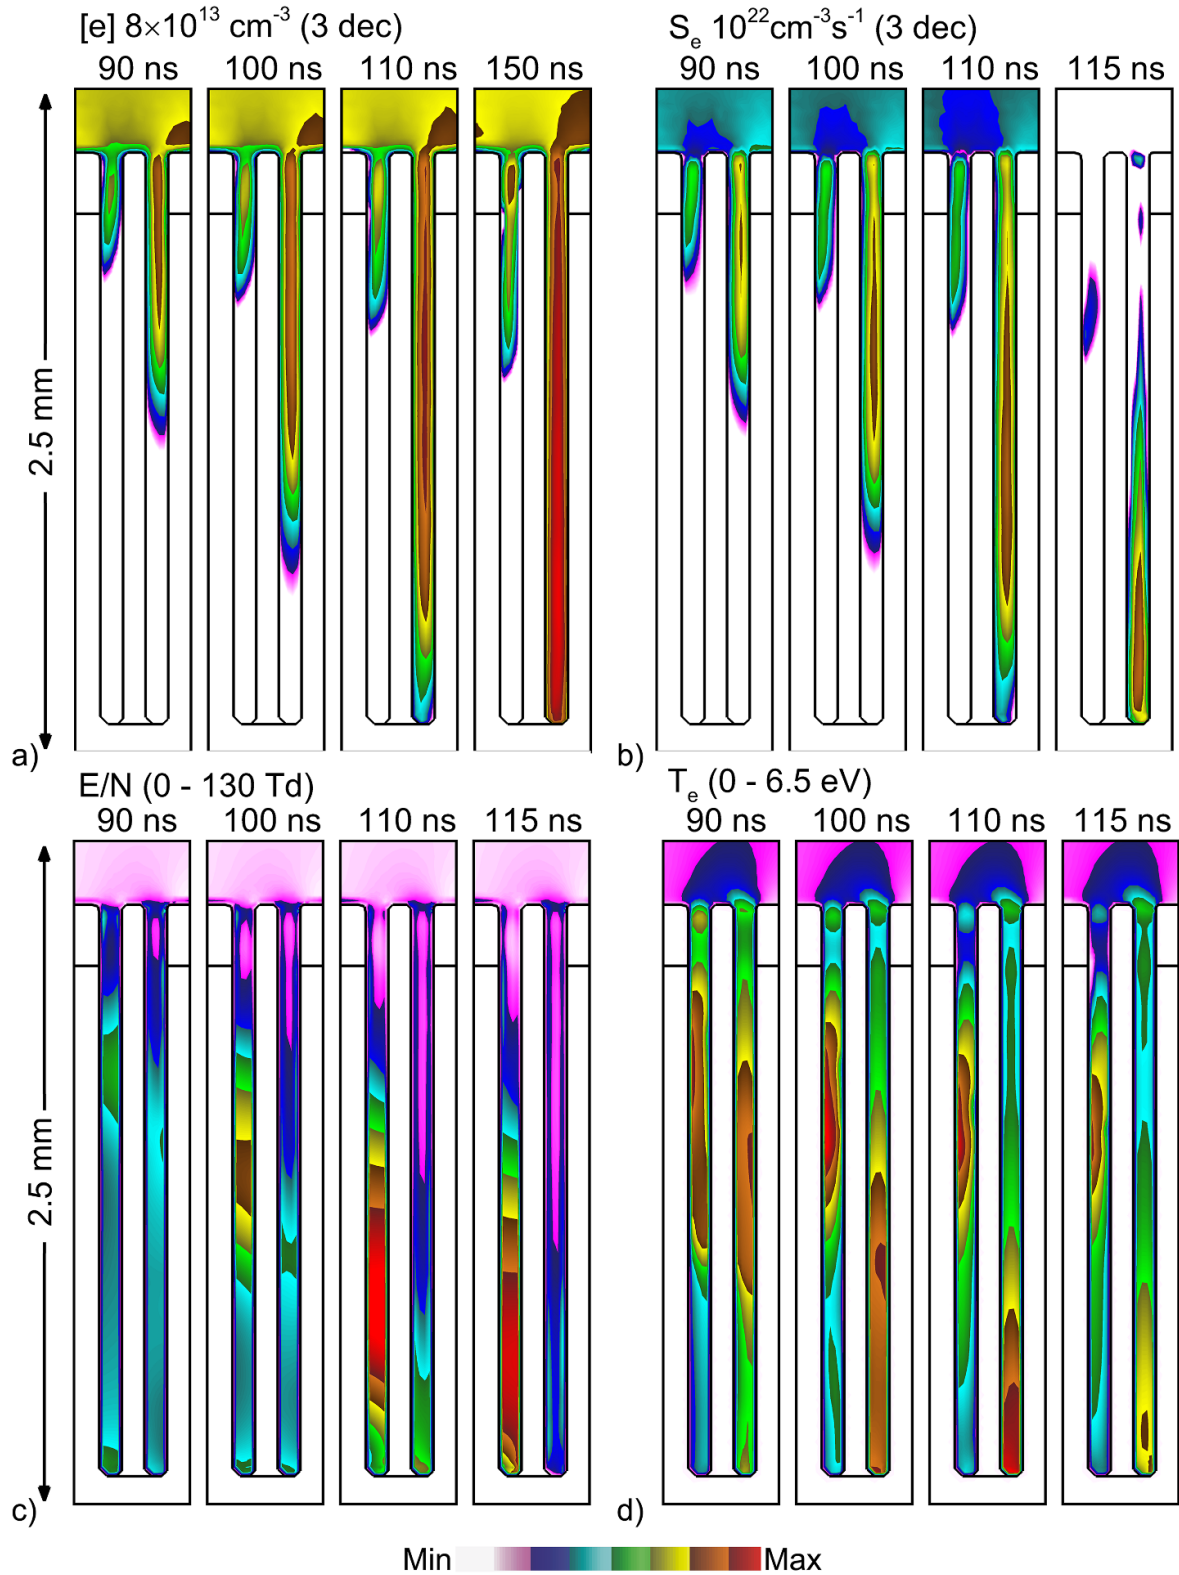 [e] 8×10¹³ cm⁻³ (3 dec)
90 ns 100 ns 110 ns 150 ns
2.5 mm
a)
Sₑ 10²²cm⁻³s⁻¹ (3 dec)
90 ns 100 ns 110 ns 115 ns
b)
E/N (0 - 130 Td)
90 ns 100 ns 110 ns 115 ns
2.5 mm
c)
Tₑ (0 - 6.5 eV)
90 ns 100 ns 110 ns 115 ns
d)
Min Max